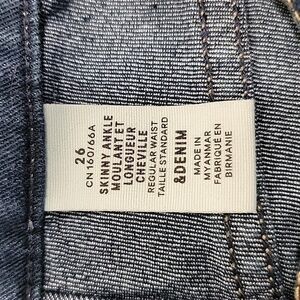 26
CN 160/66A
SKINNY ANKLE
MOULANT ET
LONGUEUR
CHEVILLE
REGULAR WAIST
TAILLE STANDARD
&DENIM
MADE IN
MYANMAR
FABRIQUÉ EN
BIRMANIE